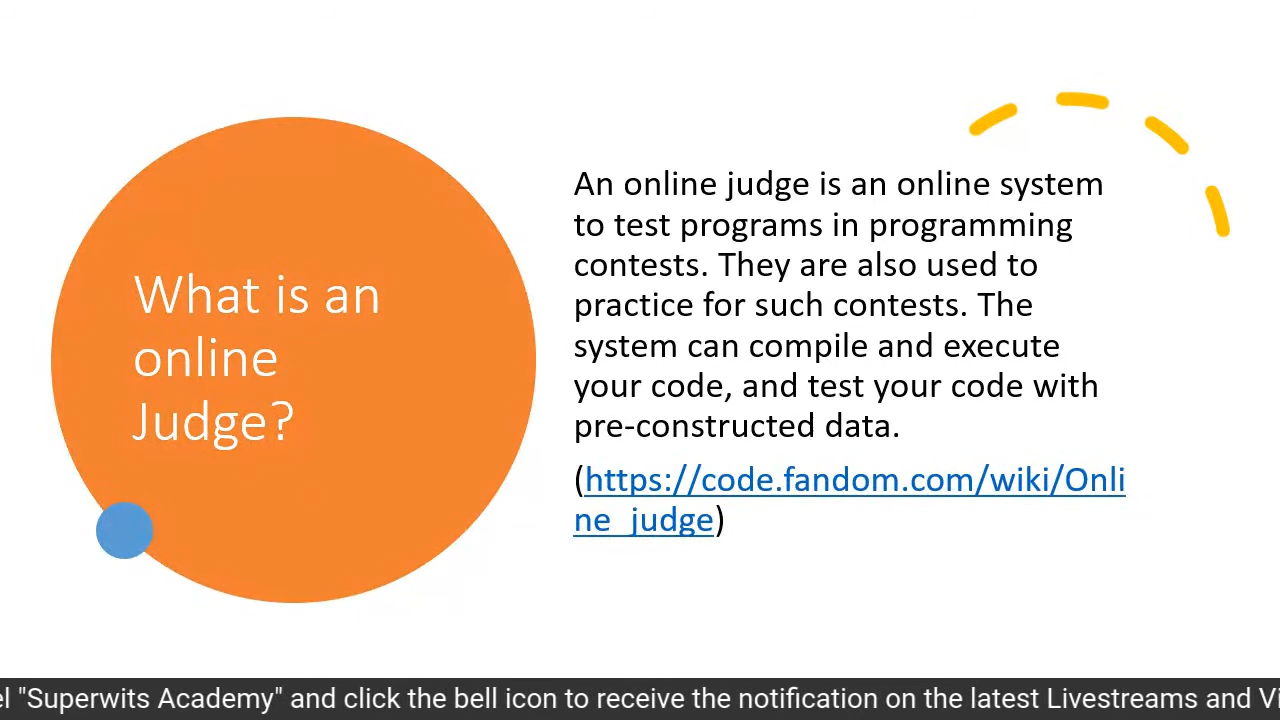 What is an
online
Judge?
An online judge is an online system
to test programs in programming
contests. They are also used to
practice for such contests. The
system can compile and execute
your code, and test your code with
pre-constructed data.
(https://code.fandom.com/wiki/Onli
ne_judge)
"Superwits Academy" and click the bell icon to receive the notification on the latest Livestreams and